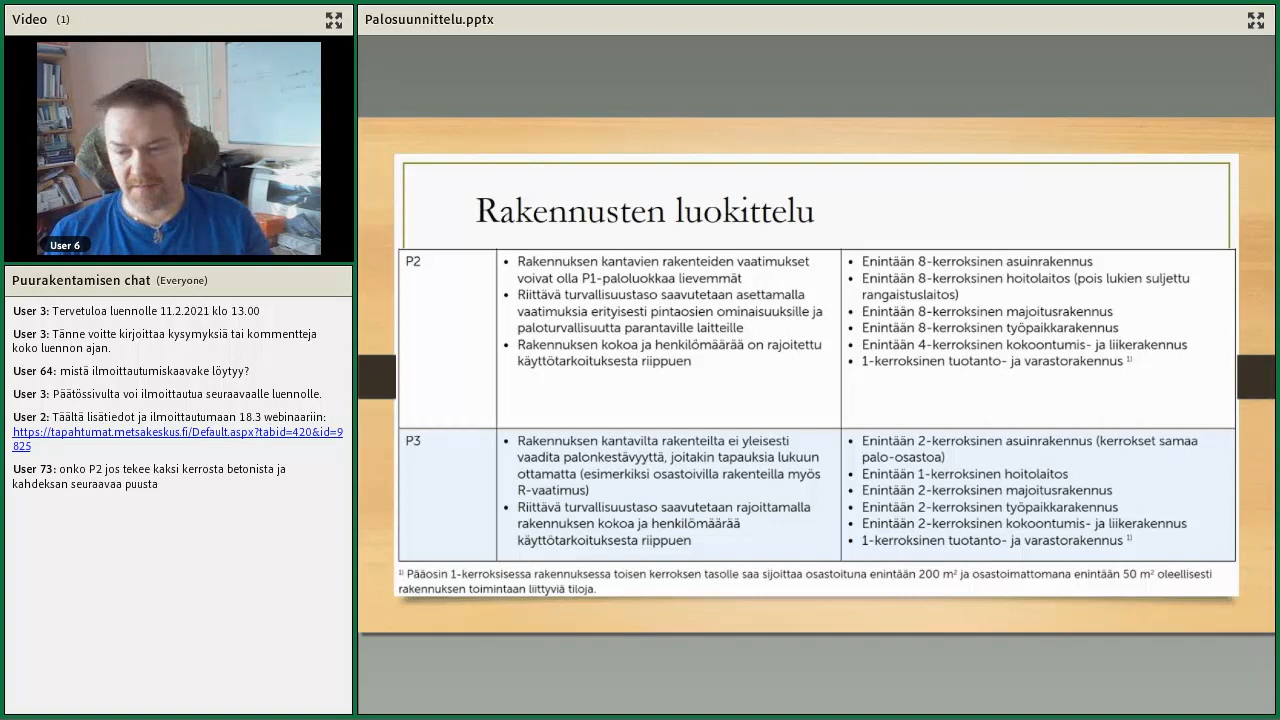 Video (1)
User 6
Puurakentamisen chat (Everyone)
User 3: Tervetuloa luennolle 11.2.2021 klo 13.00
User 3: Tänne voitte kirjoittaa kysymyksiä tai kommentteja
koko luennon ajan.
User 64: mistä ilmoittautumiskaavake löytyy?
User 3: Päätössivulta voi ilmoittautua seuraavaalle luennolle.
User 2: Täältä lisätiedot ja ilmoittautumaan 18.3 webinaariin:
https://tapahtumat.metsakeskus.fi/Default.aspx?tabid=420&id=9
825
User 73: onko P2 jos tekee kaksi kerrosta betonista ja
kahdeksan seuraavaa puusta
Palosuunnittelu.pptx
Rakennusten luokittelu
P2
• Rakennuksen kantavien rakenteiden vaatimukset
voivat olla P1-paloluokkaa lievemmät
• Riittävä turvallisuustaso saavutetaan asettamalla
vaatimuksia erityisesti pintaosien ominaisuuksille ja
paloturvallisuutta parantaville laitteille
• Rakennuksen kokoa ja henkilömäärää on rajoitettu
käyttötarkoituksesta riippuen
• Enintään 8-kerroksinen asuinrakennus
• Enintään 8-kerroksinen hoitolaitos (pois lukien suljettu
rangaistuslaitos)
• Enintään 8-kerroksinen majoitusrakennus
• Enintään 8-kerroksinen työpaikkarakennus
• Enintään 4-kerroksinen kokoontumis- ja liikerakennus
• 1-kerroksinen tuotanto- ja varastorakennus ¹⁾
P3
• Rakennuksen kantavilta rakenteilta ei yleisesti
vaadita palonkestävyyttä, joitakin tapauksia lukuun
ottamatta (esimerkiksi osastoivilla rakenteilla myös
R-vaatimus)
• Riittävä turvallisuustaso saavutetaan rajoittamalla
rakennuksen kokoa ja henkilömäärää
käyttötarkoituksesta riippuen
• Enintään 2-kerroksinen asuinrakennus (kerrokset samaa
palo-osastoa)
• Enintään 1-kerroksinen hoitolaitos
• Enintään 2-kerroksinen majoitusrakennus
• Enintään 2-kerroksinen työpaikkarakennus
• Enintään 2-kerroksinen kokoontumis- ja liikerakennus
• 1-kerroksinen tuotanto- ja varastorakennus ¹⁾
¹⁾ Pääosin 1-kerroksisessa rakennuksessa toisen kerroksen tasolle saa sijoittaa osastoituna enintään 200 m² ja osastoimattomana enintään 50 m² oleellisesti
rakennuksen toimintaan liittyviä tiloja.